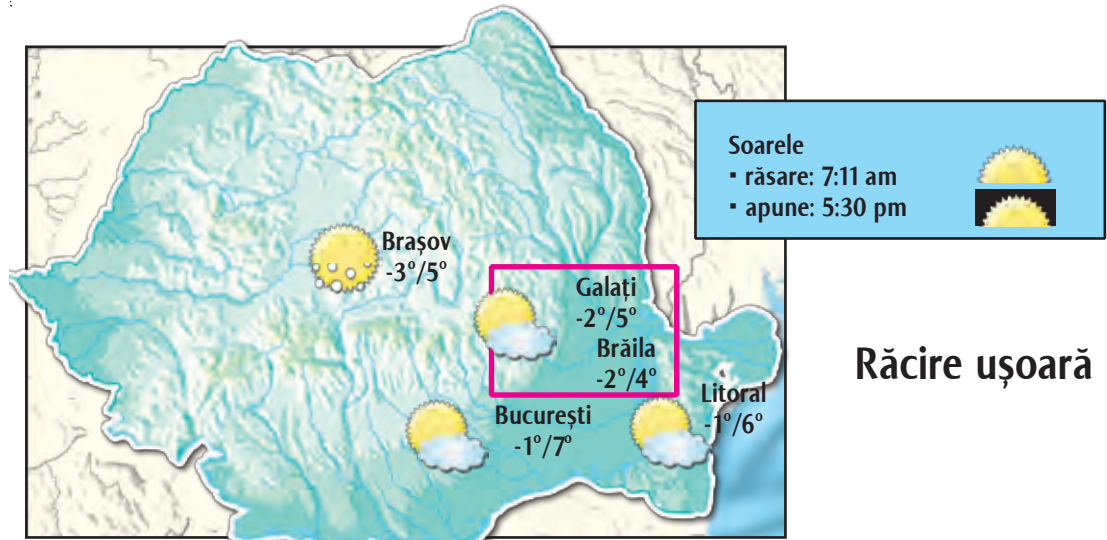 Soarele
▪ răsare: 7:11 am
▪ apune: 5:30 pm
Brașov
-3°/5°
Galați
-2°/5°
Brăila
-2°/4°
Răcire ușoară
Litoral
-1°/6°
București
-1°/7°